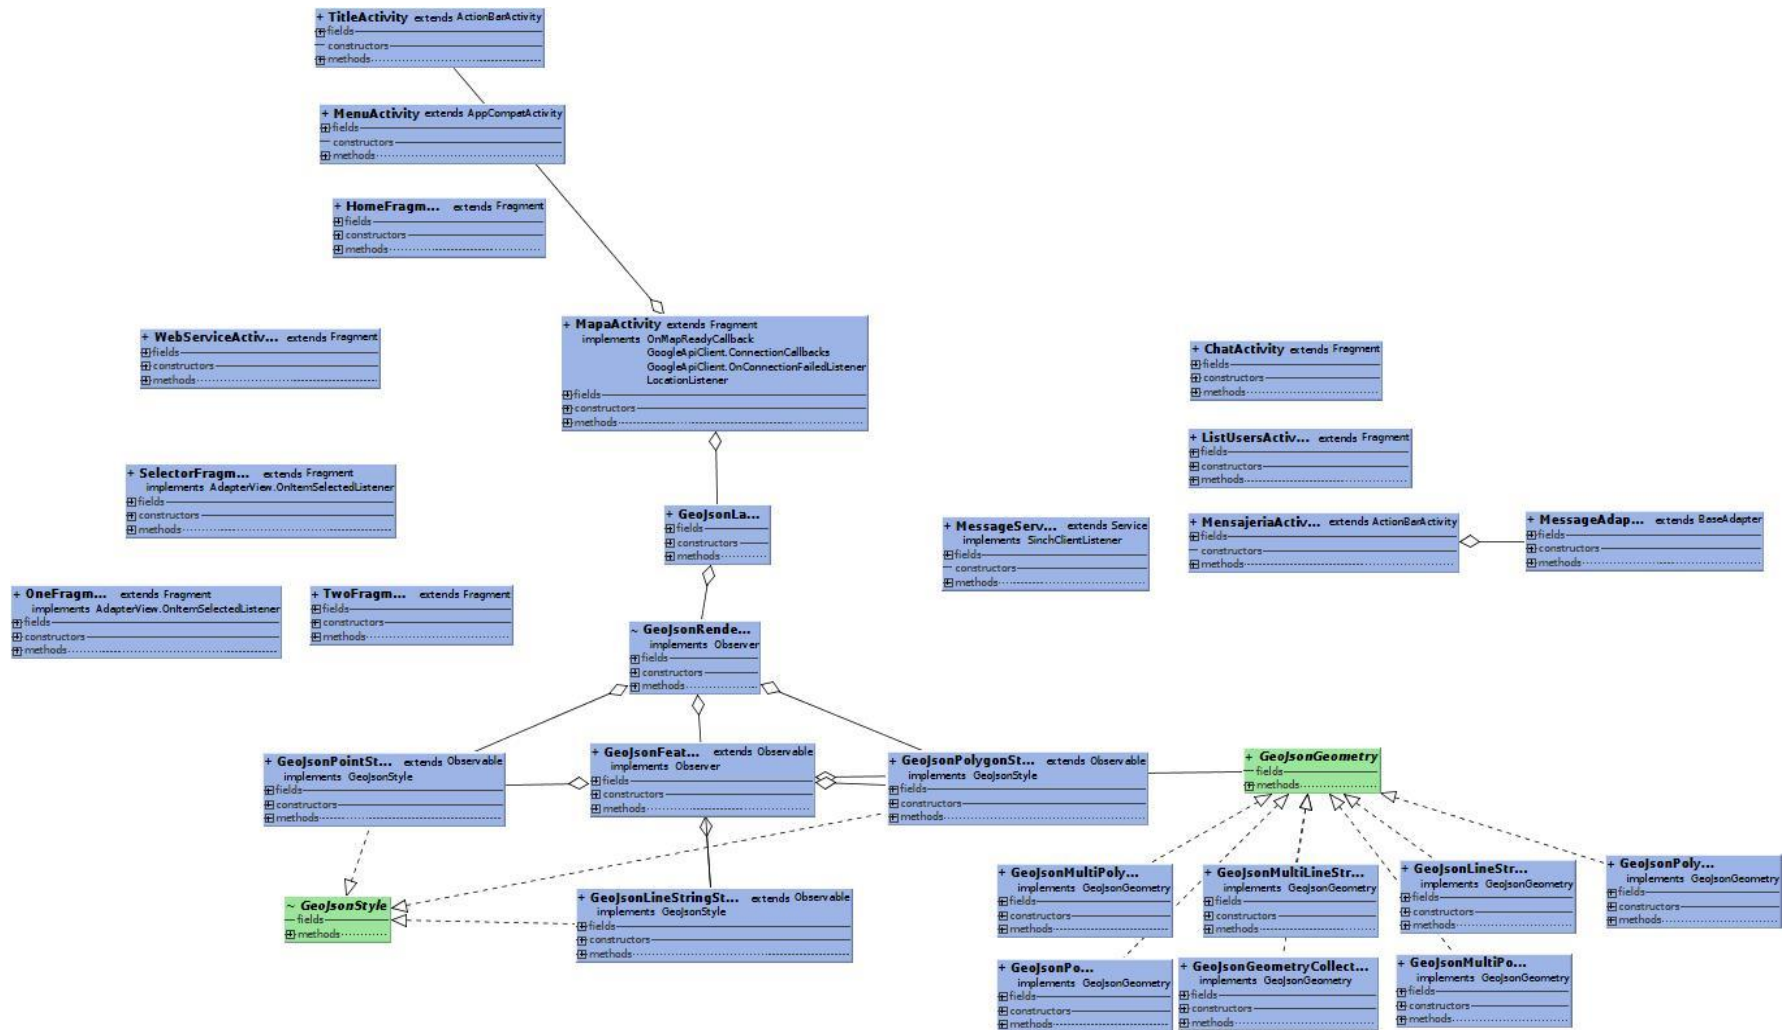 + TitleActivity extends ActionBarActivity
fields
constructors
methods
+ MenuActivity extends AppCompatActivity
fields
constructors
methods
+ HomeFragm... extends Fragment
fields
constructors
methods
+ MapaActivity extends Fragment
implements OnMapReadyCallback
GoogleApiClient.ConnectionCallbacks
GoogleApiClient.OnConnectionFailedListener
LocationListener
fields
constructors
methods
+ WebServiceActiv... extends Fragment
fields
constructors
methods
+ ChatActivity extends Fragment
fields
constructors
methods
+ ListUsersActiv... extends Fragment
fields
constructors
methods
+ SelectorFragm... extends Fragment
implements AdapterView.OnItemSelectedListener
fields
constructors
methods
+ GeoJsonLa...
fields
constructors
methods
+ MessageServ... extends Service
implements SinchClientListener
fields
constructors
methods
+ MensajeriaActiv... extends ActionBarActivity
fields
constructors
methods
+ MessageAdap... extends BaseAdapter
fields
constructors
methods
+ OneFragm... extends Fragment
implements AdapterView.OnItemSelectedListener
fields
constructors
methods
+ TwoFragm... extends Fragment
fields
constructors
methods
~ GeoJsonRende...
implements Observer
fields
constructors
methods
+ GeoJsonPointSt... extends Observable
implements GeoJsonStyle
fields
constructors
methods
+ GeoJsonFeat... extends Observable
implements Observer
fields
constructors
methods
+ GeoJsonPolygonSt... extends Observable
implements GeoJsonStyle
fields
constructors
methods
+ GeoJsonGeometry
fields
methods
~ GeoJsonStyle
fields
methods
+ GeoJsonLineStringSt... extends Observable
implements GeoJsonStyle
fields
constructors
methods
+ GeoJsonMultiPoly...
implements GeoJsonGeometry
fields
constructors
methods
+ GeoJsonMultiLineStr...
implements GeoJsonGeometry
fields
constructors
methods
+ GeoJsonLineStr...
implements GeoJsonGeometry
fields
constructors
methods
+ GeoJsonPoly...
implements GeoJsonGeometry
fields
constructors
methods
+ GeoJsonPo...
implements GeoJsonGeometry
fields
constructors
methods
+ GeoJsonGeometryCollect...
implements GeoJsonGeometry
fields
constructors
methods
+ GeoJsonMultiPo...
implements GeoJsonGeometry
fields
constructors
methods